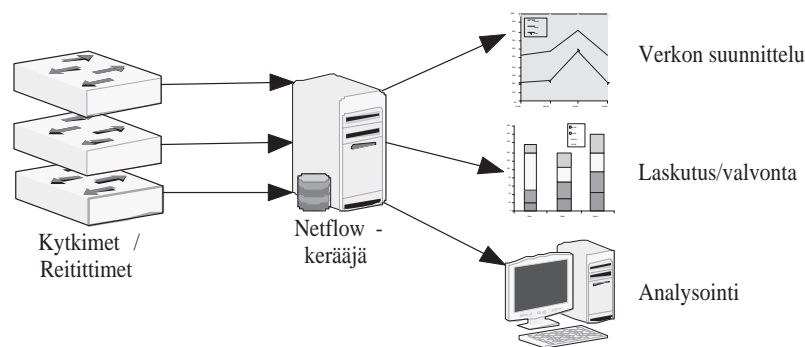 Verkon suunnittelu
Laskutus/valvonta
Kytkimet /
Reitittimet
Netflow -
kerääjä
Analysointi